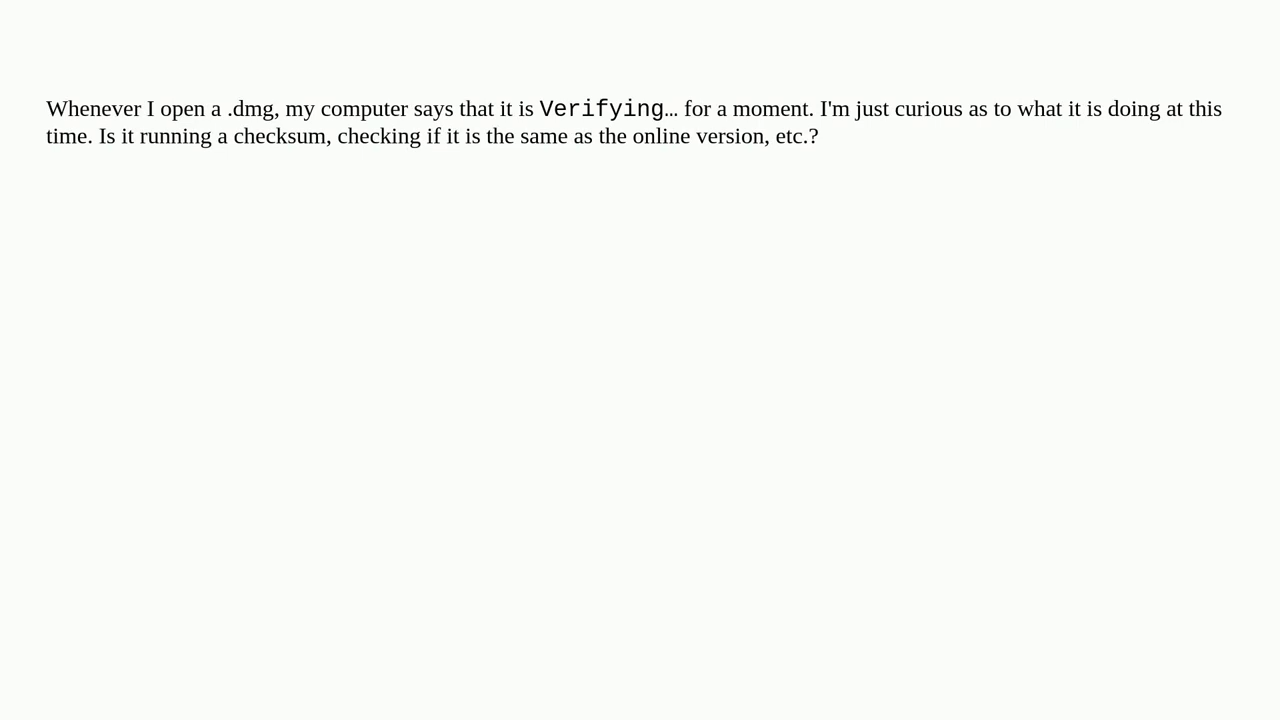 Whenever I open a .dmg, my computer says that it is Verifying... for a moment. I'm just curious as to what it is doing at this
time. Is it running a checksum, checking if it is the same as the online version, etc.?